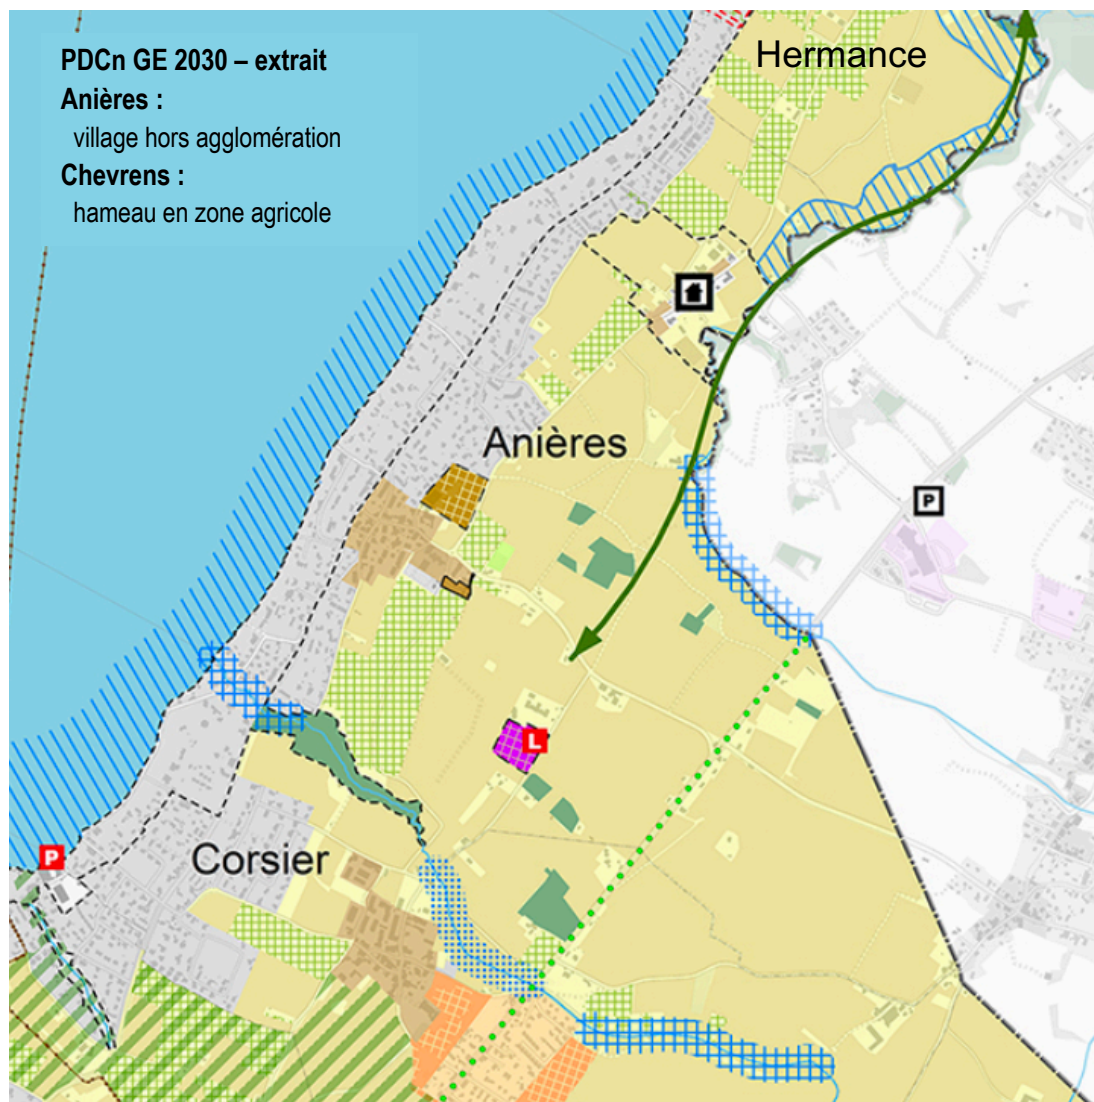 PDCn GE 2030 – extrait
Anières :
village hors agglomération
Chevrens :
hameau en zone agricole
Hermance
Anières
P
L
P
Corsier